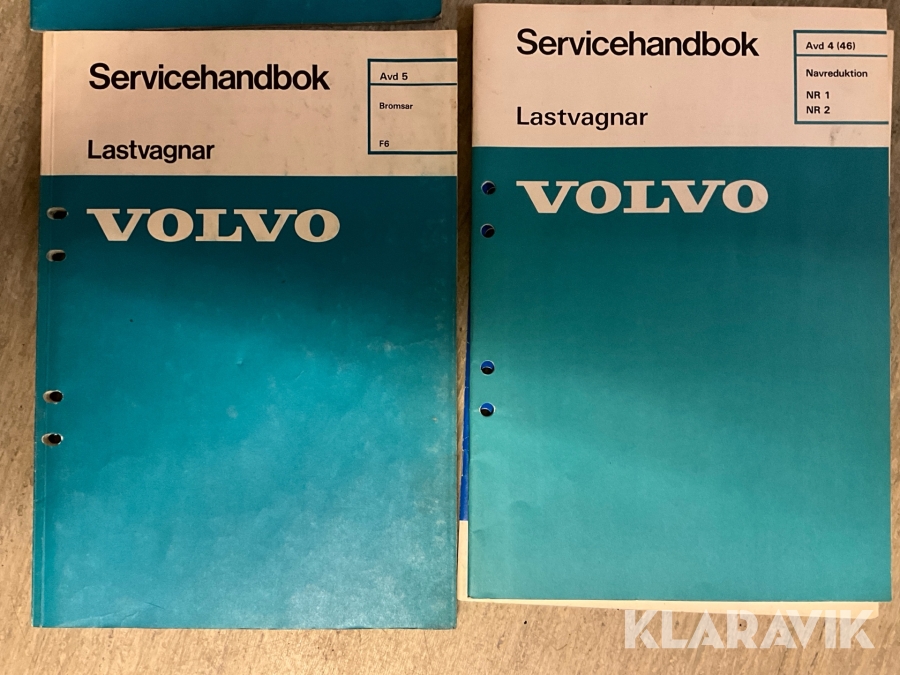 Servicehandbok
Lastvagnar
Avd 5
Bromsar
F6
VOLVO
Servicehandbok
Lastvagnar
Avd 4 (46)
Navreduktion
NR 1
NR 2
VOLVO
KLARAVIK